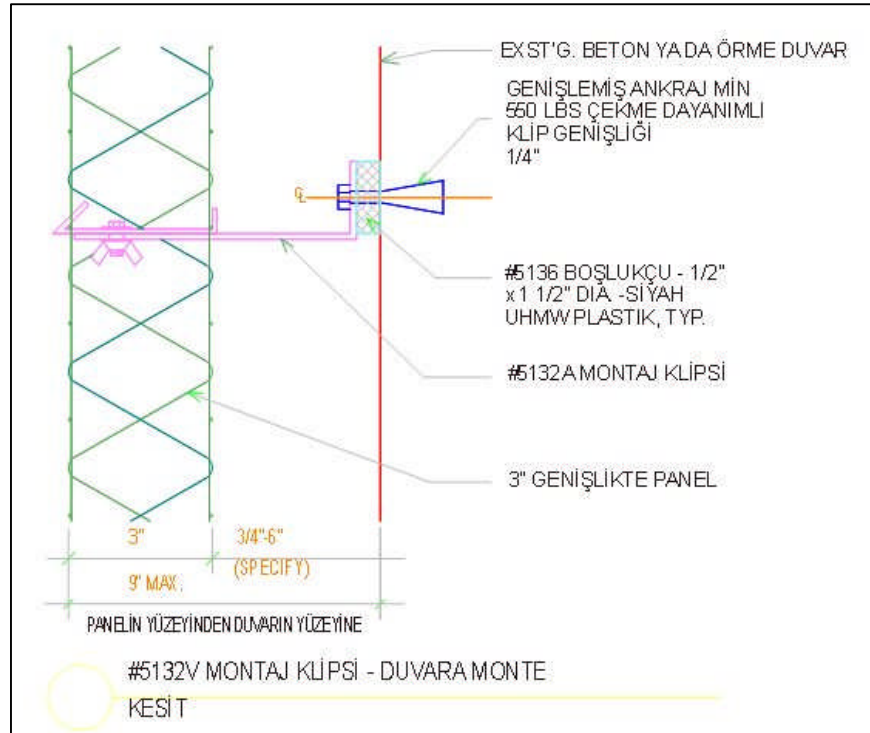 EXST'G. BETON YA DA ÖRME DUVAR
GENİŞLEMİŞ ANKRAJ MİN
550 LBS ÇEKME DAYANIMLI
KLİP GENİŞLİĞİ
1/4"
#5136 BOŞLUKÇU - 1/2"
x 1 1/2" DIA. -SİYAH
UHMW PLASTIK, TYP.
#5132A MONTAJ KLİPSİ
3" GENİŞLİKTE PANEL
3"
3/4"-6"
(SPECIFY)
9" MAX.
PANELİN YÜZEYİNDEN DUVARIN YÜZEYİNE
#5132V MONTAJ KLİPSİ - DUVARA MONTE
KESİT